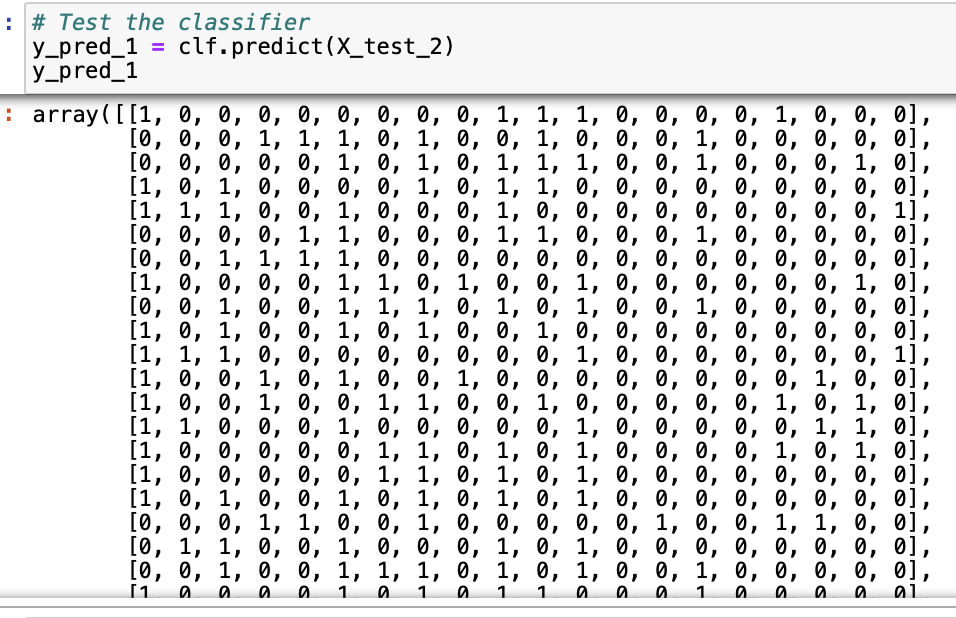 : # Test the classifier
y_pred_1 = clf.predict(X_test_2)
y_pred_1
: array([[1, 0, 0, 0, 0, 0, 0, 0, 0, 1, 1, 1, 0, 0, 0, 0, 1, 0, 0, 0],
[0, 0, 0, 1, 1, 1, 0, 1, 0, 0, 1, 0, 0, 0, 1, 0, 0, 0, 0, 0],
[0, 0, 0, 0, 0, 1, 0, 1, 0, 1, 1, 1, 0, 0, 1, 0, 0, 0, 1, 0],
[1, 0, 1, 0, 0, 0, 0, 1, 0, 1, 1, 0, 0, 0, 0, 0, 0, 0, 0, 0],
[1, 1, 1, 0, 0, 1, 0, 0, 0, 1, 0, 0, 0, 0, 0, 0, 0, 0, 0, 1],
[0, 0, 0, 0, 1, 1, 0, 0, 0, 1, 1, 0, 0, 0, 1, 0, 0, 0, 0, 0],
[0, 0, 1, 1, 1, 1, 0, 0, 0, 0, 0, 0, 0, 0, 0, 0, 0, 0, 0, 0],
[1, 0, 0, 0, 0, 1, 1, 0, 1, 0, 0, 1, 0, 0, 0, 0, 0, 0, 1, 0],
[0, 0, 1, 0, 0, 1, 1, 1, 0, 1, 0, 1, 0, 0, 1, 0, 0, 0, 0, 0],
[1, 0, 1, 0, 0, 1, 0, 1, 0, 0, 1, 0, 0, 0, 0, 0, 0, 0, 0, 0],
[1, 1, 1, 0, 0, 0, 0, 0, 0, 0, 0, 1, 0, 0, 0, 0, 0, 0, 0, 1],
[1, 0, 0, 1, 0, 1, 0, 0, 1, 0, 0, 0, 0, 0, 0, 0, 0, 1, 0, 0],
[1, 0, 0, 1, 0, 0, 1, 1, 0, 0, 1, 0, 0, 0, 0, 0, 1, 0, 1, 0],
[1, 1, 0, 0, 0, 1, 0, 0, 0, 0, 0, 1, 0, 0, 0, 0, 0, 1, 1, 0],
[1, 0, 0, 0, 0, 0, 1, 1, 0, 1, 0, 1, 0, 0, 0, 0, 1, 0, 1, 0],
[1, 0, 0, 0, 0, 0, 1, 1, 0, 1, 0, 1, 0, 0, 0, 0, 0, 0, 0, 0],
[1, 0, 1, 0, 0, 1, 0, 1, 0, 1, 0, 1, 0, 0, 0, 0, 0, 0, 0, 0],
[0, 0, 0, 1, 1, 0, 0, 1, 0, 0, 0, 0, 0, 1, 0, 0, 1, 1, 0, 0],
[0, 1, 1, 0, 0, 1, 0, 0, 0, 1, 0, 1, 0, 0, 0, 0, 0, 0, 0, 0],
[0, 0, 1, 0, 0, 1, 1, 1, 0, 1, 0, 1, 0, 0, 1, 0, 0, 0, 0, 0],
[1, 0, 0, 0, 0, 1, 0, 1, 0, 1, 1, 0, 0, 0, 1, 0, 0, 0, 0, 0],